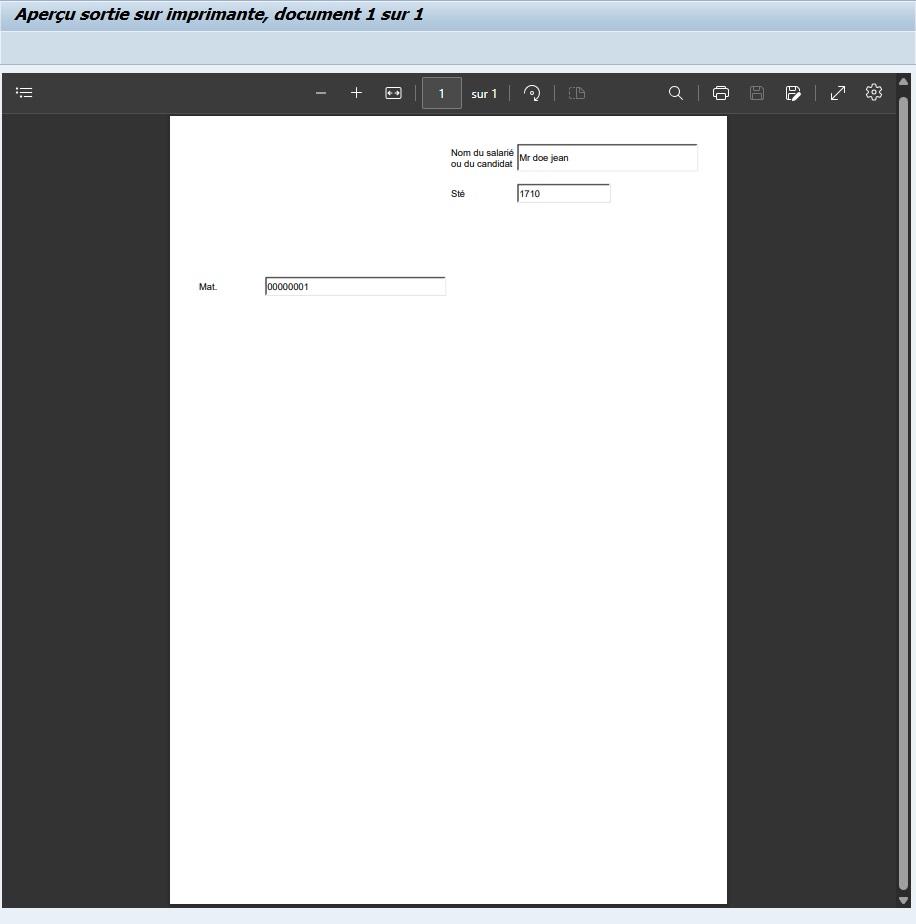 Aperçu sortie sur imprimante, document 1 sur 1
1 sur 1
Nom du salarié
ou du candidat
Mr doe jean
Sté
1710
Mat.
00000001